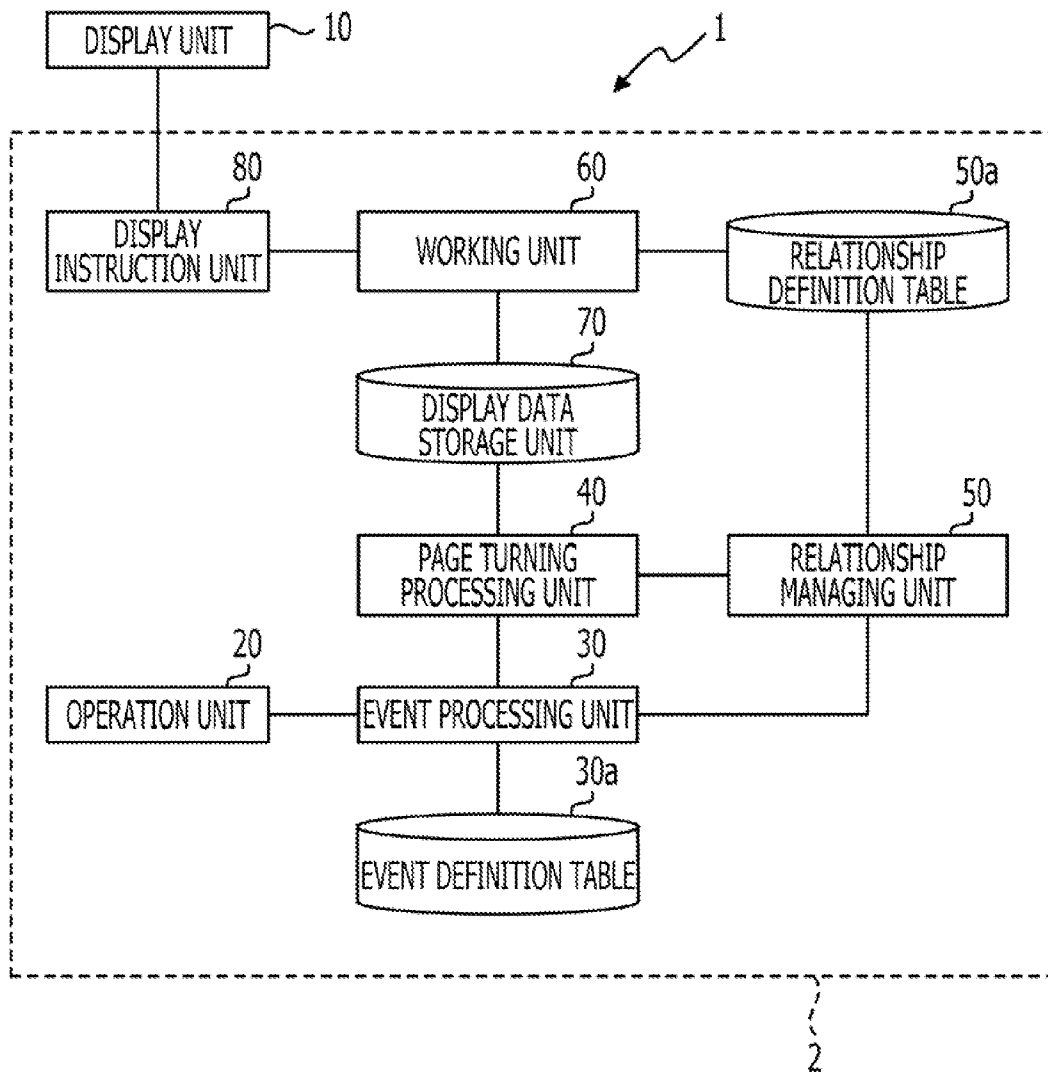 DISPLAY UNIT
10
1
80
60
50a
DISPLAY
INSTRUCTION UNIT
WORKING UNIT
RELATIONSHIP
DEFINITION TABLE
70
DISPLAY DATA
STORAGE UNIT
40
50
PAGE TURNING
PROCESSING UNIT
RELATIONSHIP
MANAGING UNIT
20
30
OPERATION UNIT
EVENT PROCESSING UNIT
30a
EVENT DEFINITION TABLE
2